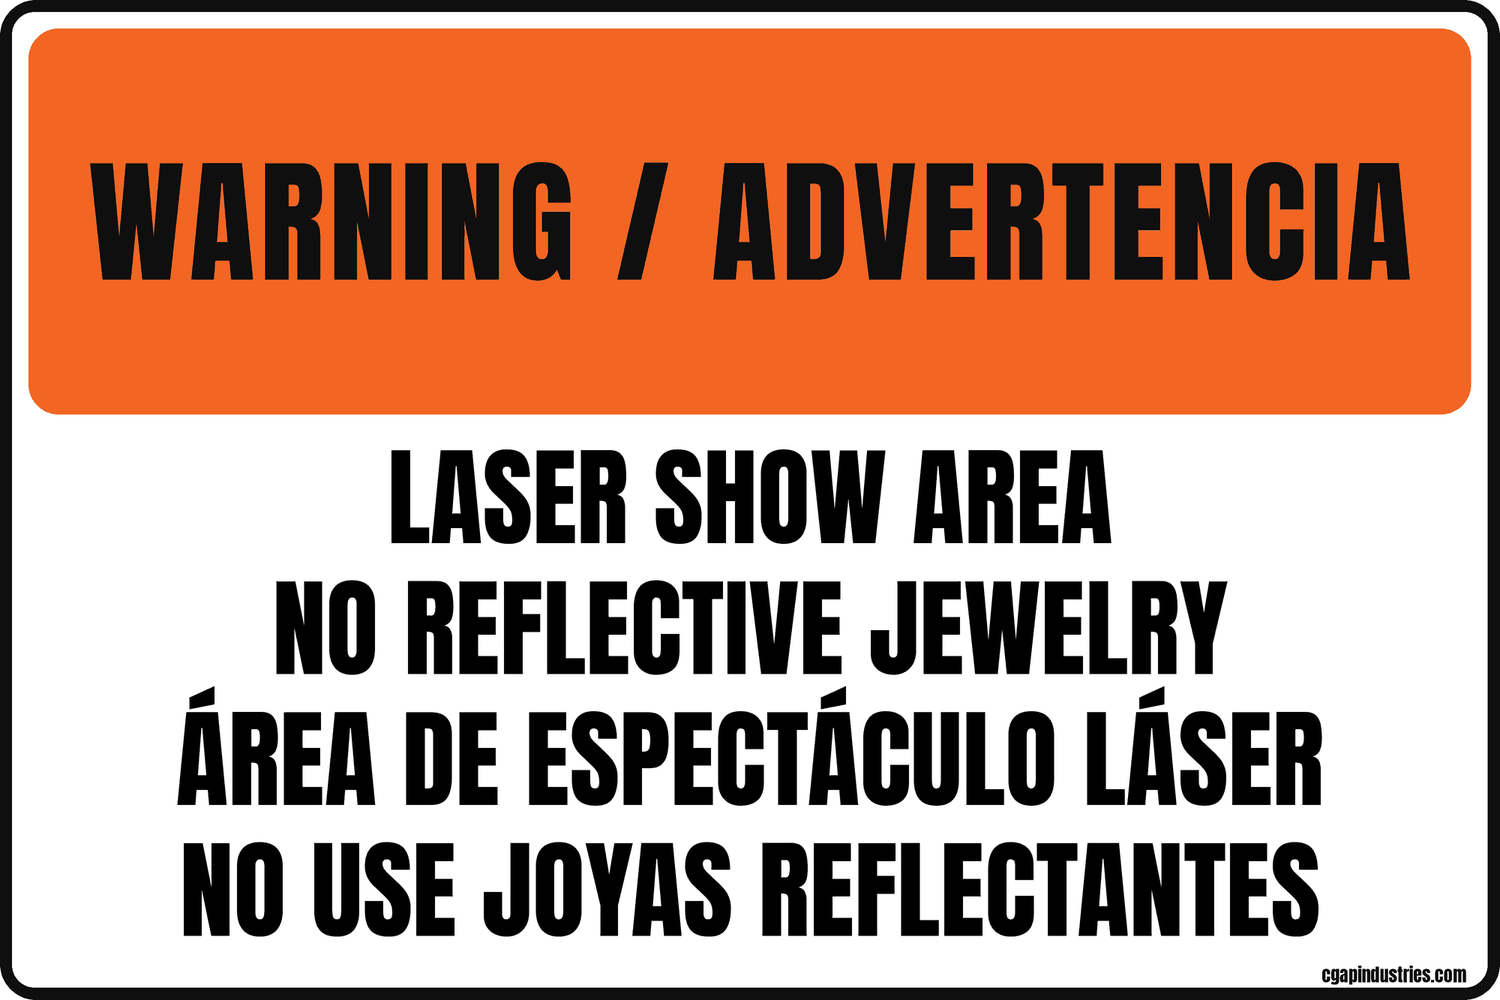 WARNING / ADVERTENCIA
LASER SHOW AREA
NO REFLECTIVE JEWELRY
ÁREA DE ESPECTÁCULO LÁSER
NO USE JOYAS REFLECTANTES
cgapindustries.com